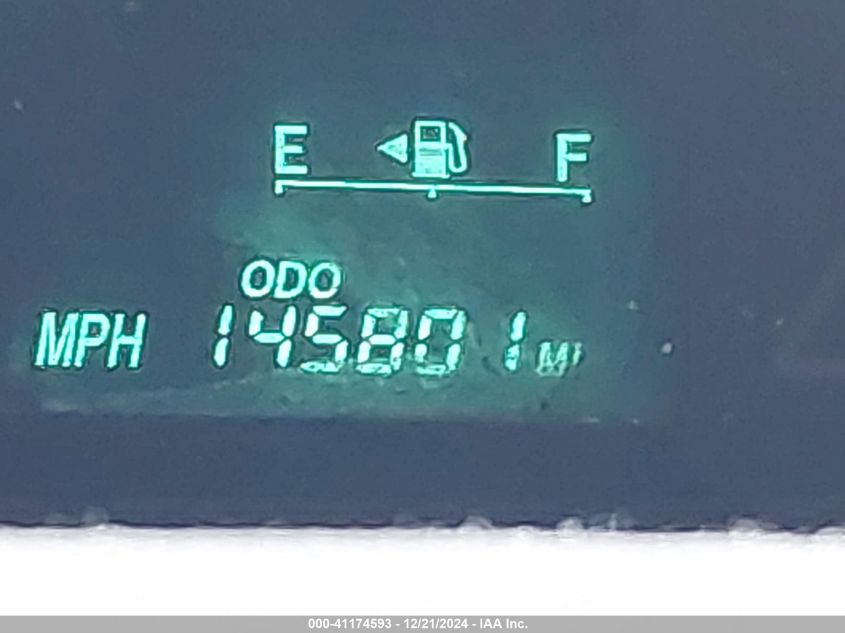 E F
ODO
MPH 145801 MI
000-41174593 - 12/21/2024 - IAA Inc.